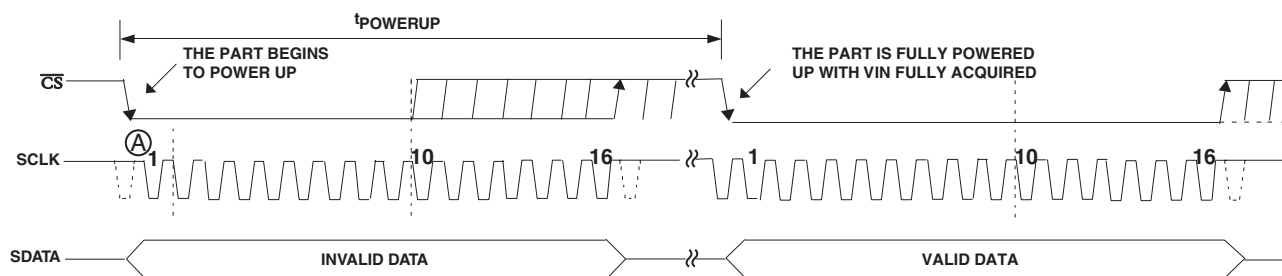 tPOWERUP
THE PART BEGINS
TO POWER UP
THE PART IS FULLY POWERED
UP WITH VIN FULLY ACQUIRED
CS
A
SCLK 1 10 16 1 10 16
SDATA INVALID DATA VALID DATA